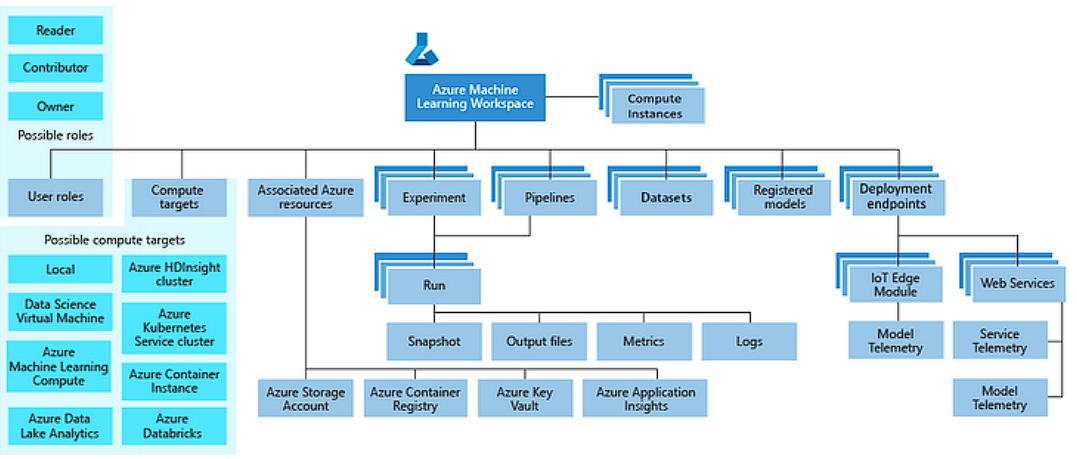 Reader
Contributor
Owner
Possible roles
Azure Machine
Learning Workspace
Compute
Instances
User roles
Compute
targets
Associated Azure
resources
Experiment
Pipelines
Datasets
Registered
models
Deployment
endpoints
Possible compute targets
Local
Azure HDInsight
cluster
Data Science
Virtual Machine
Azure
Kubernetes
Service cluster
Azure
Machine Learning
Compute
Azure Container
Instance
Azure Data
Lake Analytics
Azure
Databricks
Run
IoT Edge
Module
Web Services
Snapshot
Output files
Metrics
Logs
Model
Telemetry
Service
Telemetry
Azure Storage
Account
Azure Container
Registry
Azure Key
Vault
Azure Application
Insights
Model
Telemetry